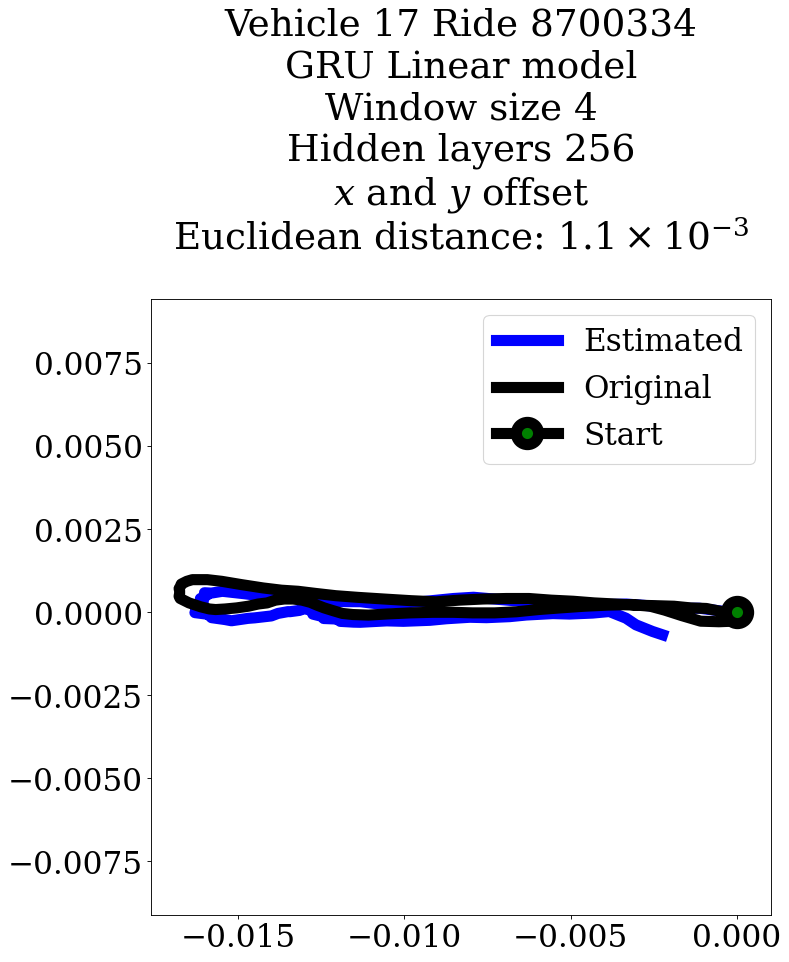 Vehicle 17 Ride 8700334
GRU Linear model
Window size 4
Hidden layers 256
x and y offset
Euclidean distance: 1.1 × 10⁻³
Estimated
Original
Start
0.0075
0.0050
0.0025
0.0000
−0.0025
−0.0050
−0.0075
−0.015 −0.010 −0.005 0.000